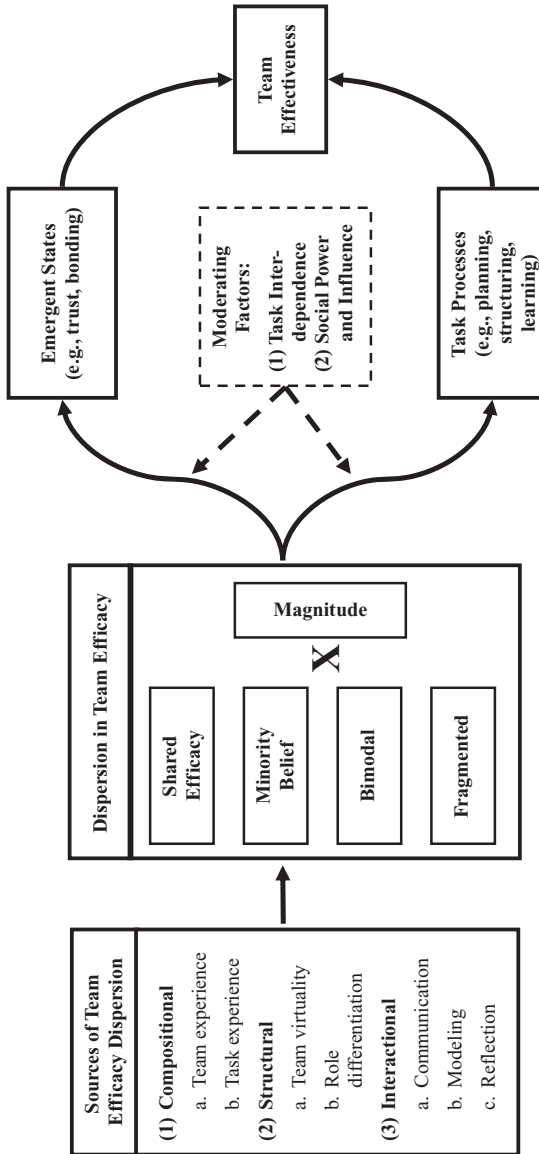 Sources of Team
Efficacy Dispersion
(1) Compositional
a. Team experience
b. Task experience
(2) Structural
a. Team virtuality
b. Role
differentiation
(3) Interactional
a. Communication
b. Modeling
c. Reflection
Dispersion in Team Efficacy
Shared
Efficacy
Minority
Belief
Bimodal
Fragmented
X
Magnitude
Emergent States
(e.g., trust, bonding)
Moderating
Factors:
(1) Task Inter-
dependence
(2) Social Power
and Influence
Task Processes
(e.g., planning,
structuring,
learning)
Team
Effectiveness